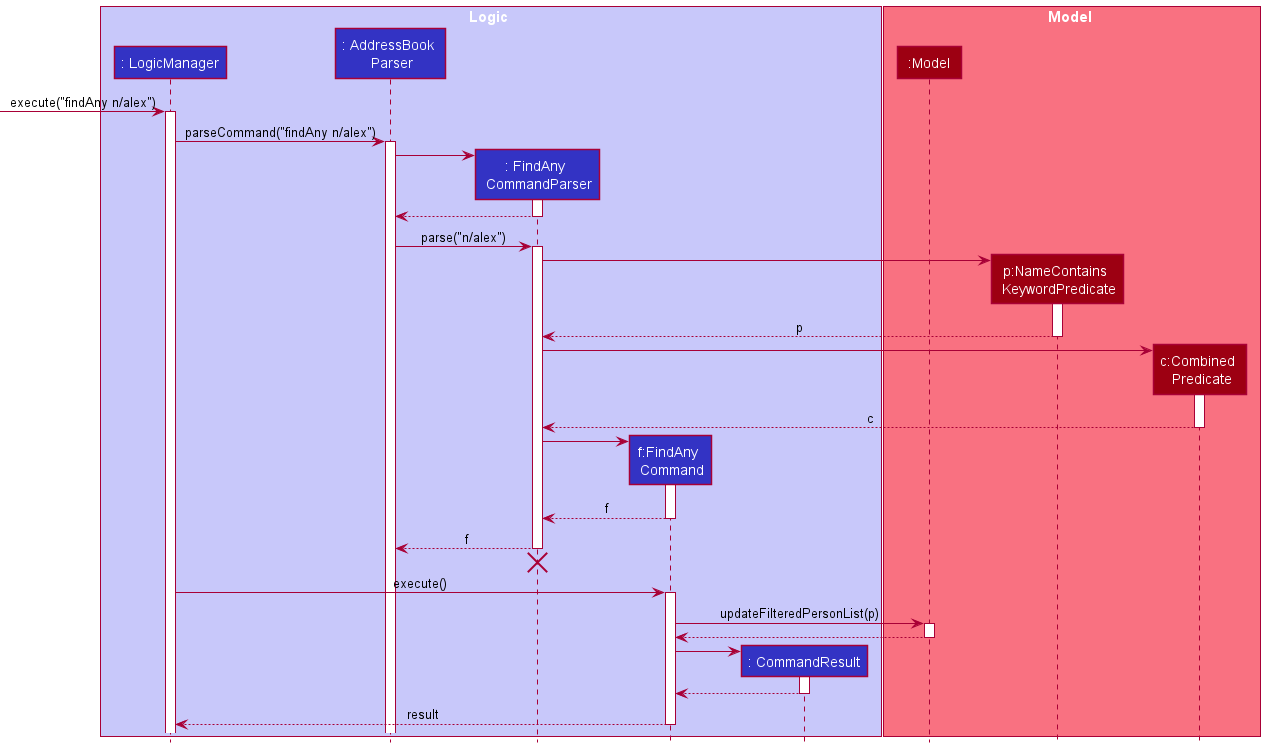 Logic
Model
: LogicManager
: AddressBook
Parser
:Model
execute("findAny n/alex")
parseCommand("findAny n/alex")
: FindAny
CommandParser
parse("n/alex")
p:NameContains
KeywordPredicate
p
c:Combined
Predicate
c
f:FindAny
Command
f
f
execute()
updateFilteredPersonList(p)
: CommandResult
result